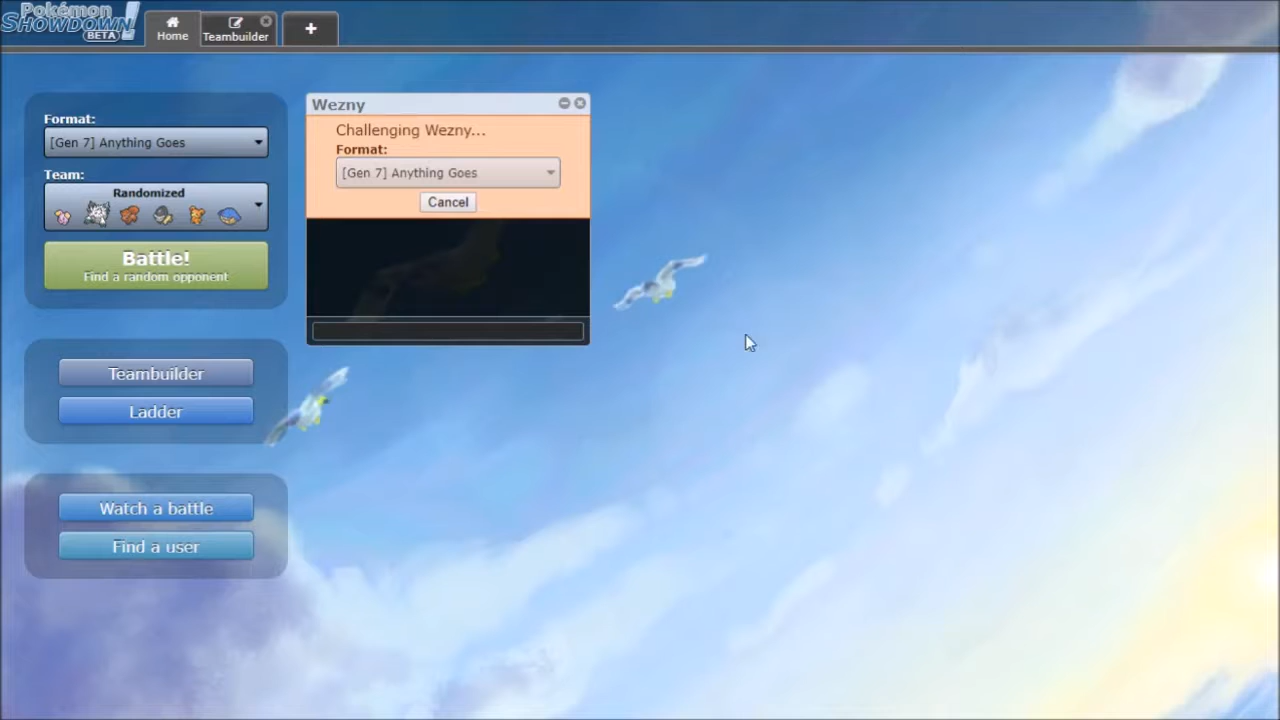 Pokémon
SHOWDOWN!
BETA
Home
Teambuilder
+
Format:
[Gen 7] Anything Goes
Team:
Randomized
Battle!
Find a random opponent
Teambuilder
Ladder
Watch a battle
Find a user
Wezny
Challenging Wezny...
Format:
[Gen 7] Anything Goes
Cancel